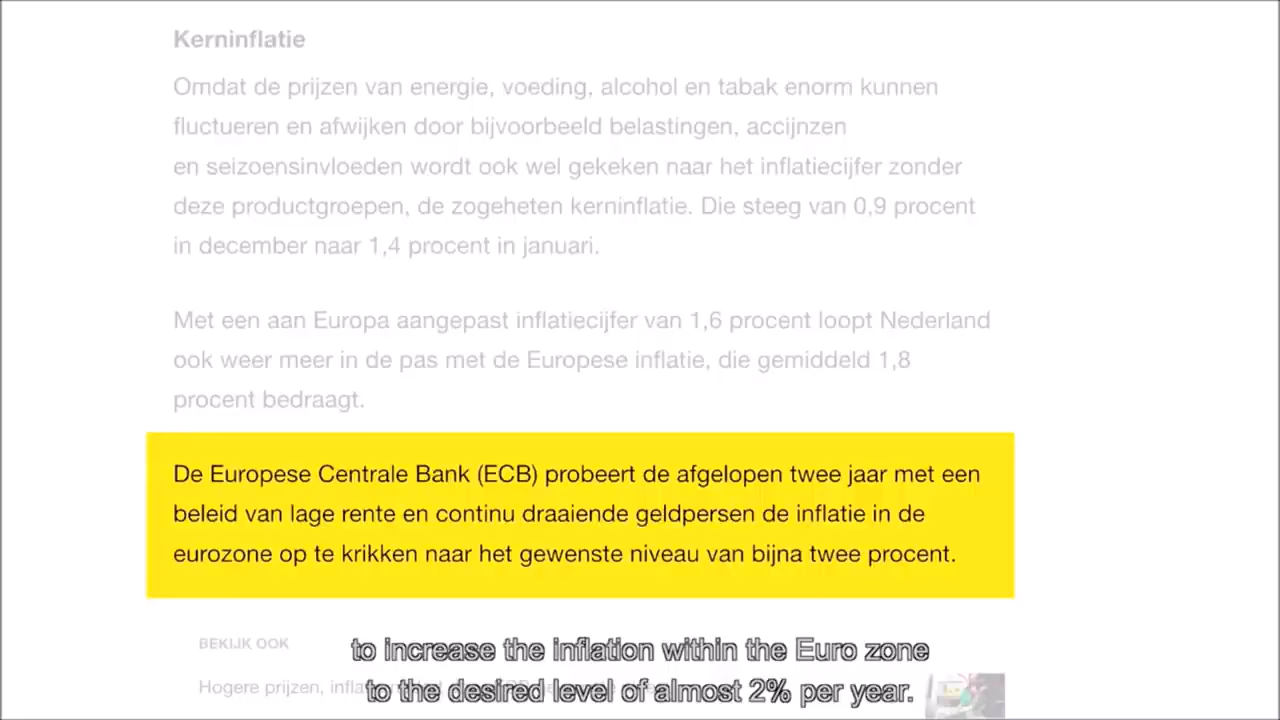 Kerninflatie
Omdat de prijzen van energie, voeding, alcohol en tabak enorm kunnen
fluctueren en afwijken door bijvoorbeeld belastingen, accijnzen
en seizoensinvloeden wordt ook wel gekeken naar het inflatiecijfer zonder
deze productgroepen, de zogeheten kerninflatie. Die steeg van 0,9 procent
in december naar 1,4 procent in januari.
Met een aan Europa aangepast inflatiecijfer van 1,6 procent loopt Nederland
ook weer meer in de pas met de Europese inflatie, die gemiddeld 1,8
procent bedraagt.
De Europese Centrale Bank (ECB) probeert de afgelopen twee jaar met een
beleid van lage rente en continu draaiende geldpersen de inflatie in de
eurozone op te krikken naar het gewenste niveau van bijna twee procent.
BEKIJK OOK
Hogere prijzen,
to increase the inflation within the Euro zone
to the desired level of almost 2% per year.